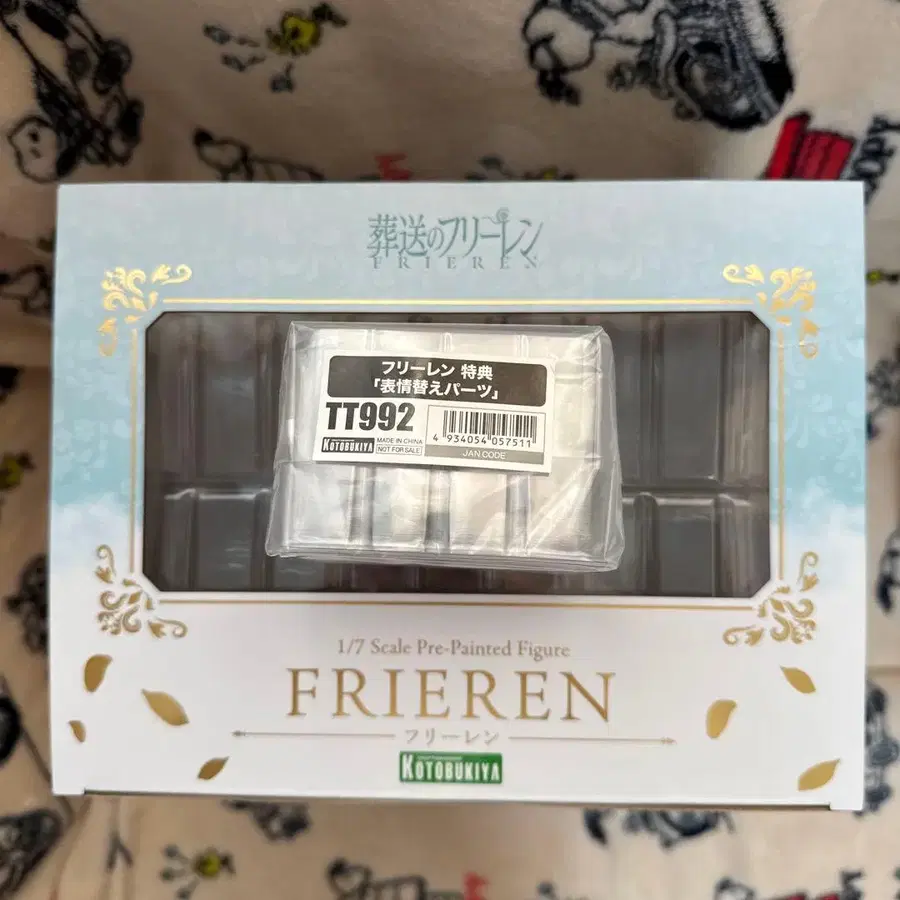 葬送のフリーレン
FRIEREN
フリーレン 特典
「表情替えパーツ」
TT992
4 934054 057511
KOTOBUKIYA
MADE IN CHINA
NOT FOR SALE
JAN CODE
1/7 Scale Pre-Painted Figure
FRIEREN
フリーレン
KOTOBUKIYA